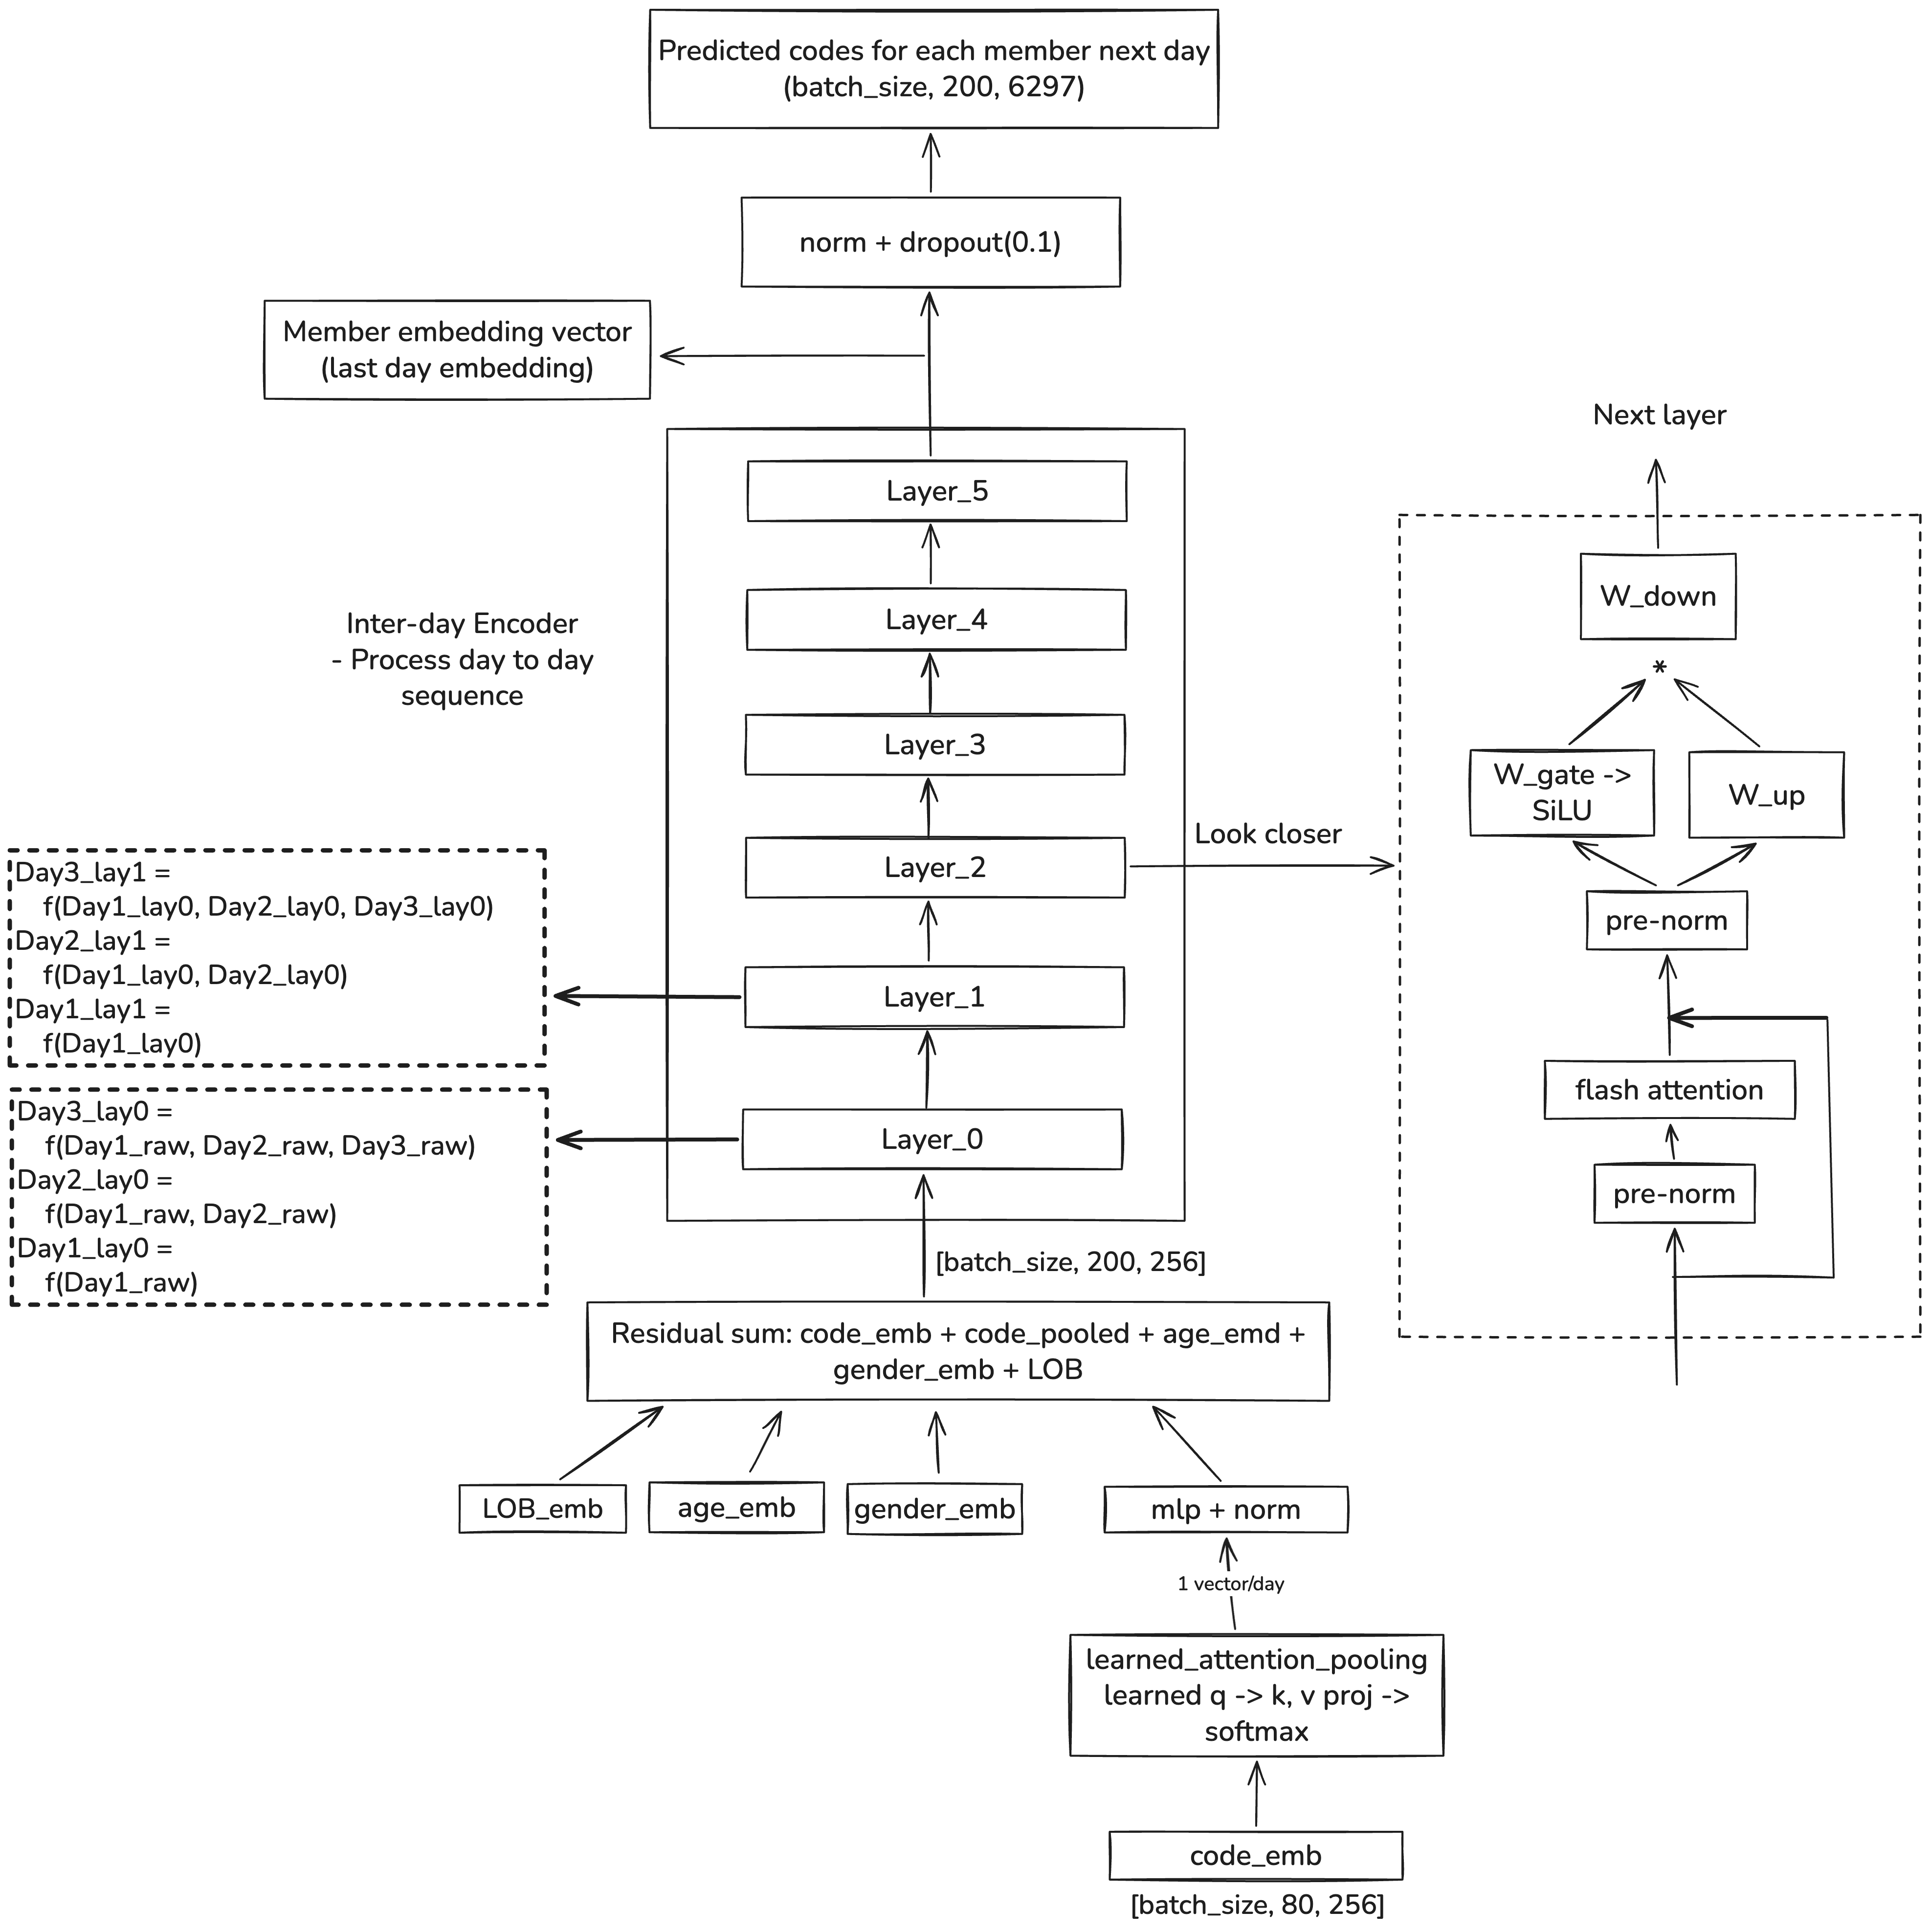 Predicted codes for each member next day
(batch_size, 200, 6297)
norm + dropout(0.1)
Member embedding vector
(last day embedding)
Layer_5
Layer_4
Layer_3
Layer_2
Layer_1
Layer_0
Inter-day Encoder
- Process day to day
sequence
Look closer
Day3_lay1 =
f(Day1_lay0, Day2_lay0, Day3_lay0)
Day2_lay1 =
f(Day1_lay0, Day2_lay0)
Day1_lay1 =
f(Day1_lay0)
Day3_lay0 =
f(Day1_raw, Day2_raw, Day3_raw)
Day2_lay0 =
f(Day1_raw, Day2_raw)
Day1_lay0 =
f(Day1_raw)
[batch_size, 200, 256]
Residual sum: code_emb + code_pooled + age_emd +
gender_emb + LOB
LOB_emb
age_emb
gender_emb
mlp + norm
1 vector/day
learned_attention_pooling
learned q -> k, v proj ->
softmax
code_emb
[batch_size, 80, 256]
Next layer
W_down
*
W_gate ->
SiLU
W_up
pre-norm
flash attention
pre-norm